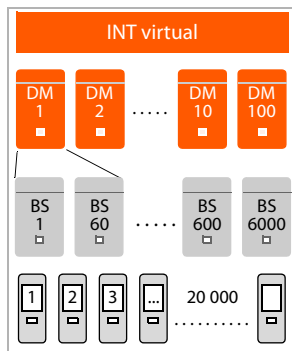 INT virtual
DM 1 DM 2 ..... DM 10 DM 100
BS 1 BS 60 ..... BS 600 BS 6000
1 2 3 ... 20 000 ..........